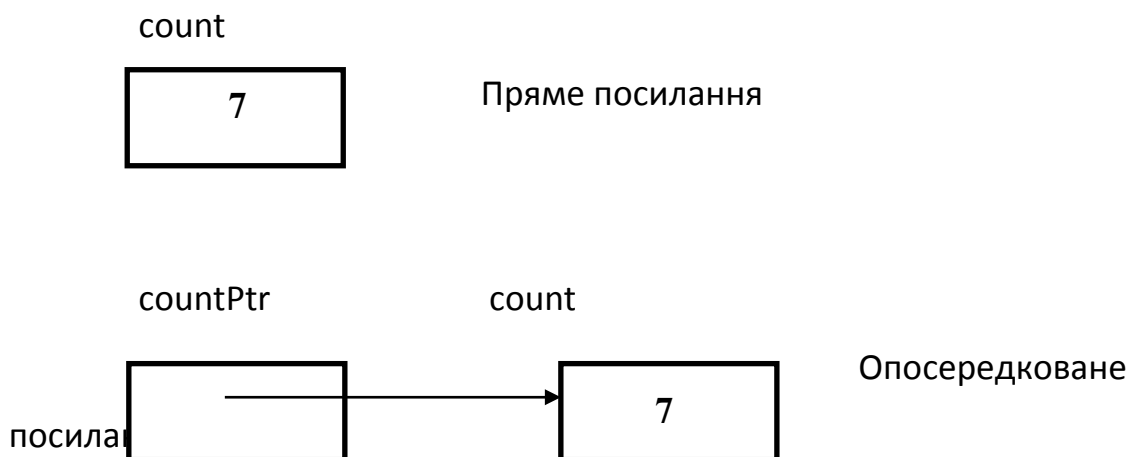 count
7
Пряме посилання
countPtr count
Опосередковане
7